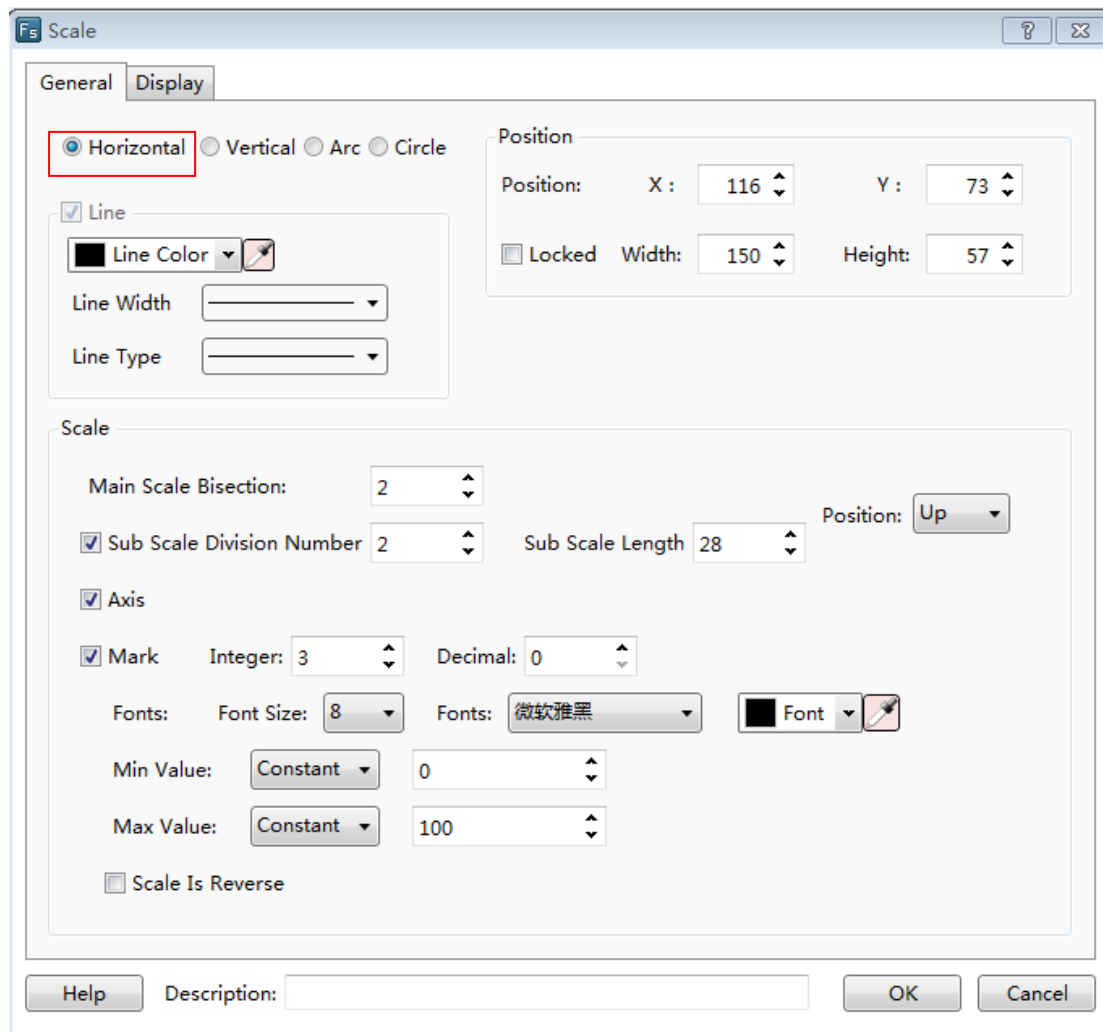 Fs Scale
General Display
Horizontal Vertical Arc Circle
Position
Position: X : 116 Y : 73
Locked Width: 150 Height: 57
Line
Line Color
Line Width
Line Type
Scale
Main Scale Bisection: 2
Position: Up
Sub Scale Division Number 2 Sub Scale Length 28
Axis
Mark Integer: 3 Decimal: 0
Fonts: Font Size: 8 Fonts: 微软雅黑 Font
Min Value: Constant 0
Max Value: Constant 100
Scale Is Reverse
Help Description: OK Cancel